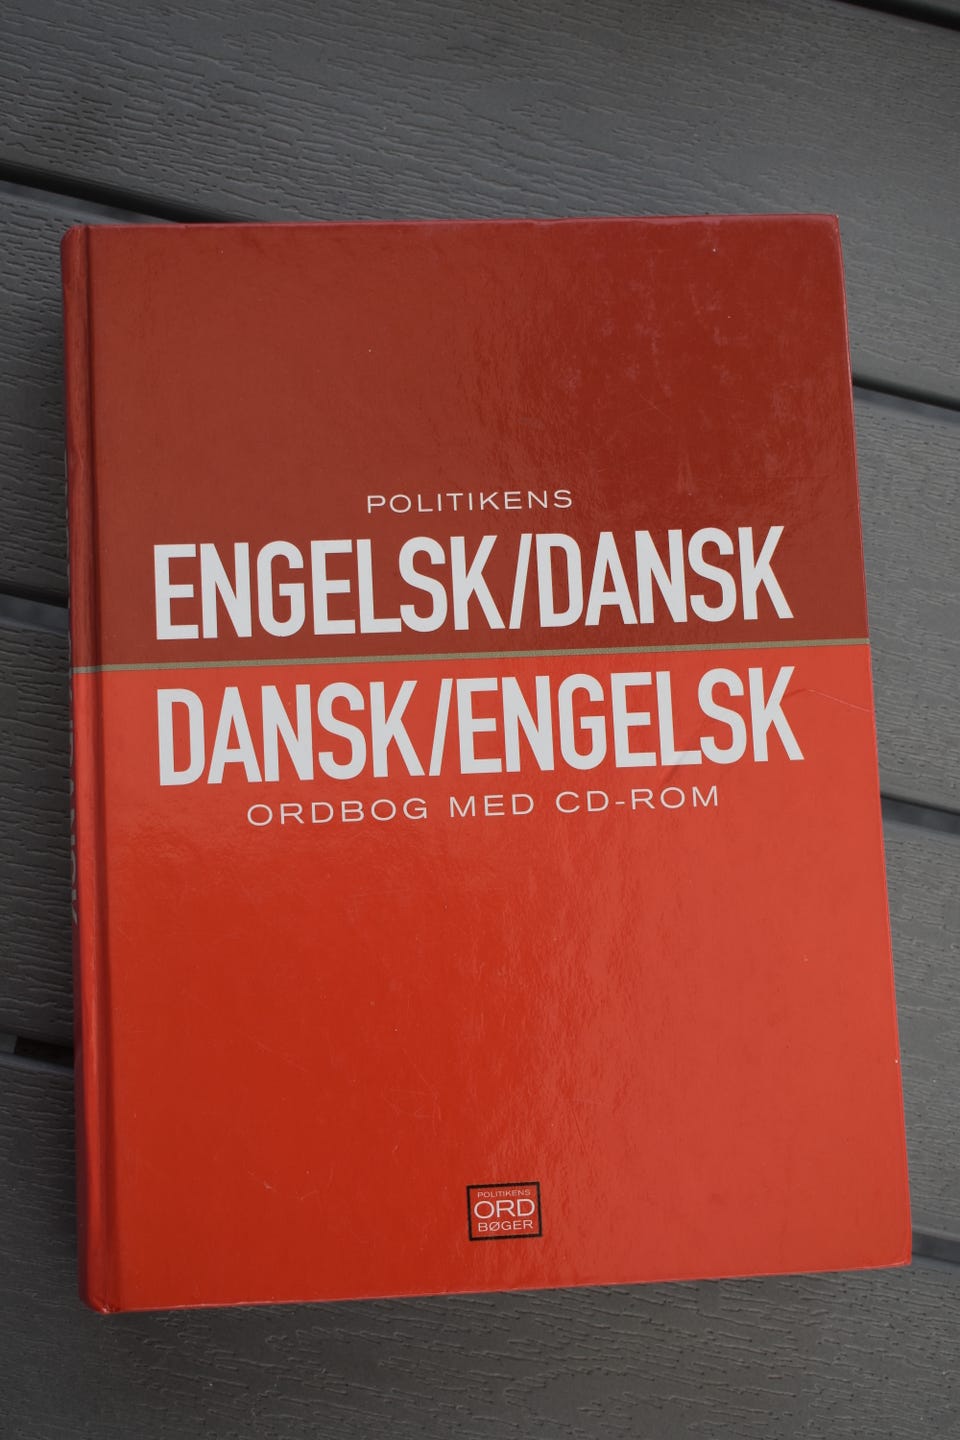 POLITIKENS
ENGELSK/DANSK
DANSK/ENGELSK
ORDBOG MED CD-ROM
POLITIKENS
ORD
BØGER